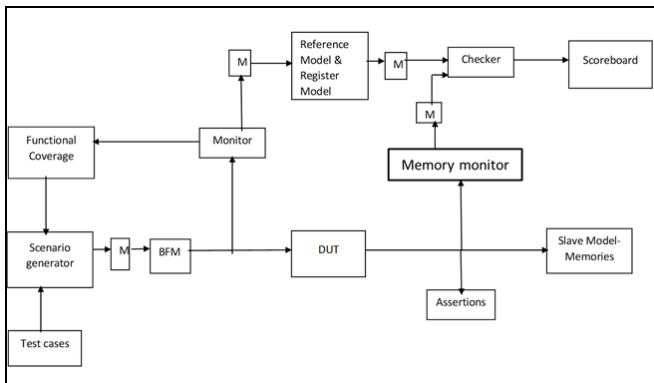 Reference
Model &
Register
Model
M
M
Checker
Scoreboard
M
Functional
Coverage
Monitor
Memory monitor
Scenario
generator
M
BFM
DUT
Slave Model-
Memories
Assertions
Test cases